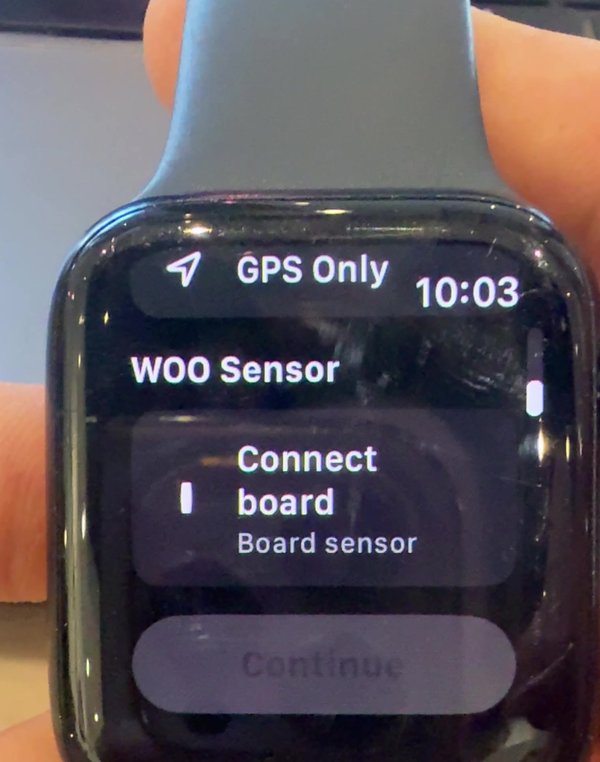 GPS Only
10:03
WOO Sensor
Connect
board
Board sensor
Continue